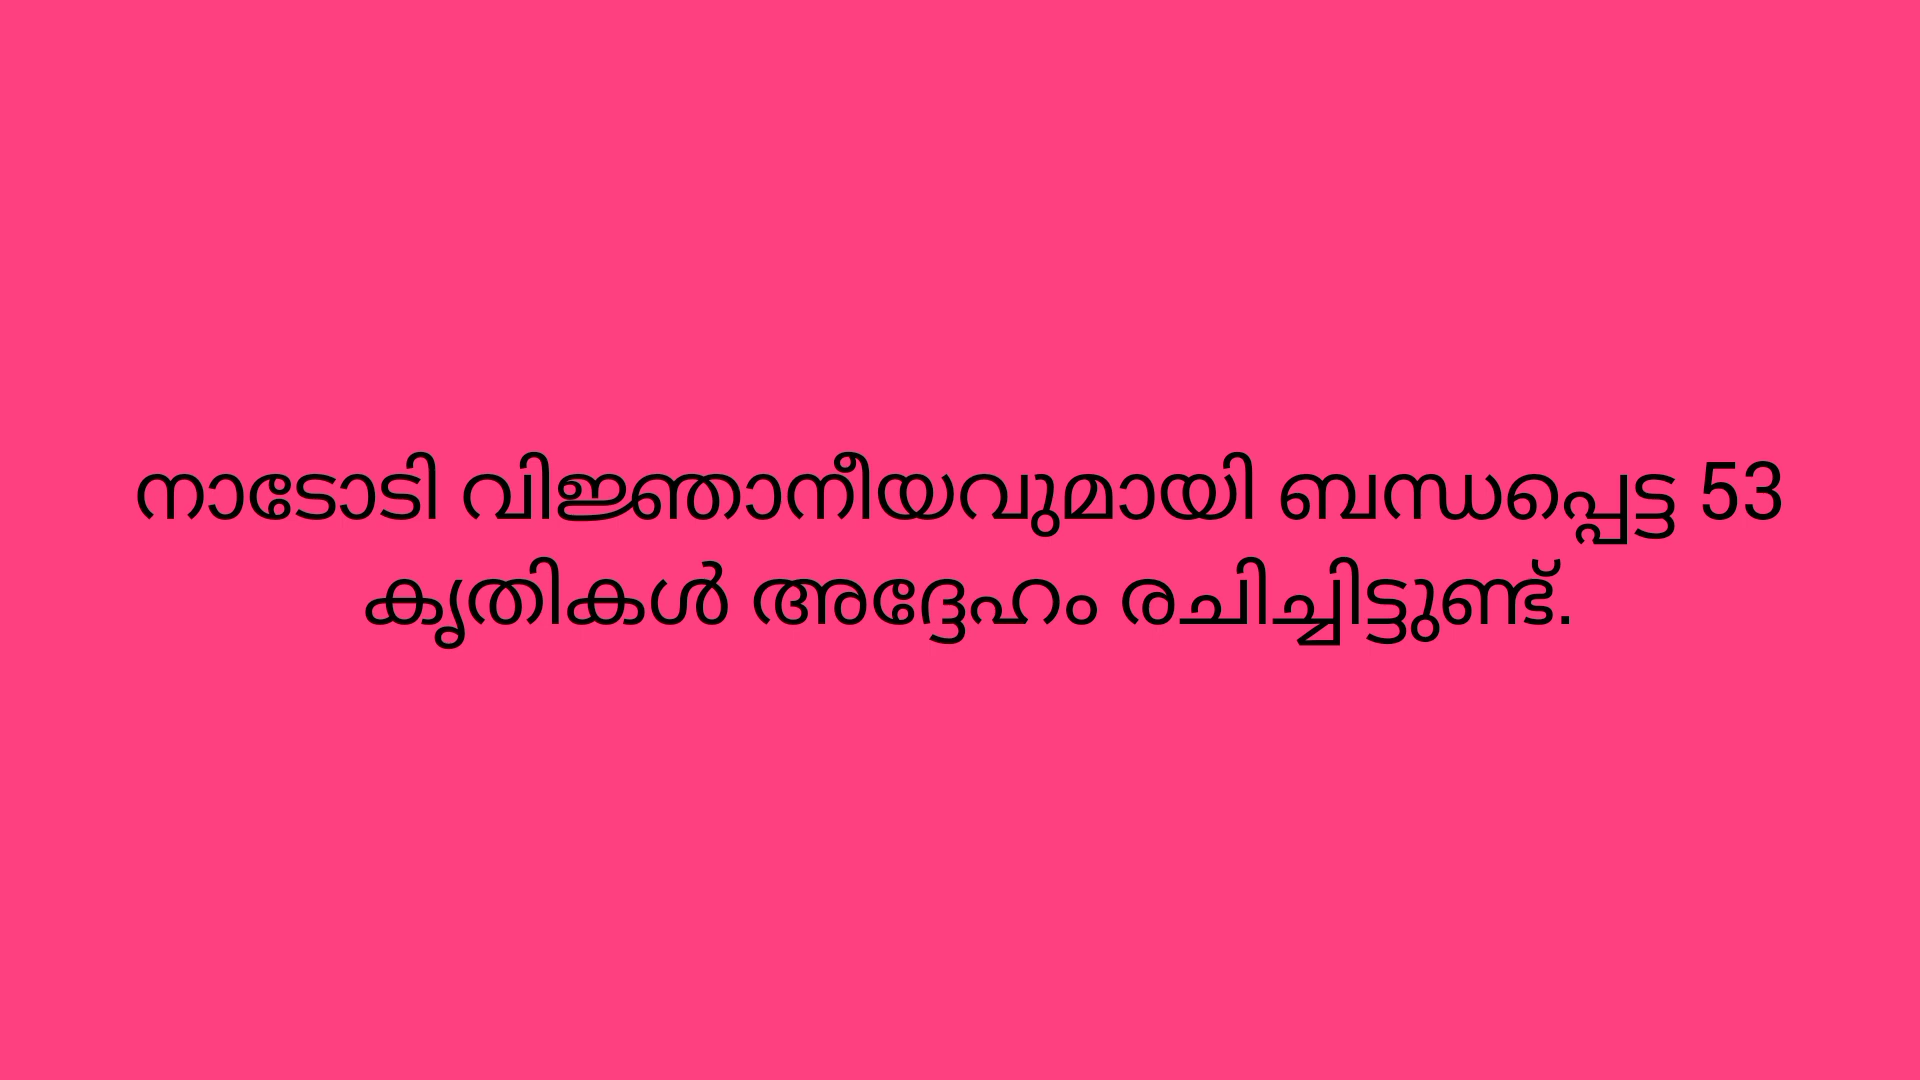 നാടോടി വിജ്ഞാനീയവുമായി ബന്ധപ്പെട്ട 53
കൃതികൾ അദ്ദേഹം രചിച്ചിട്ടുണ്ട്.